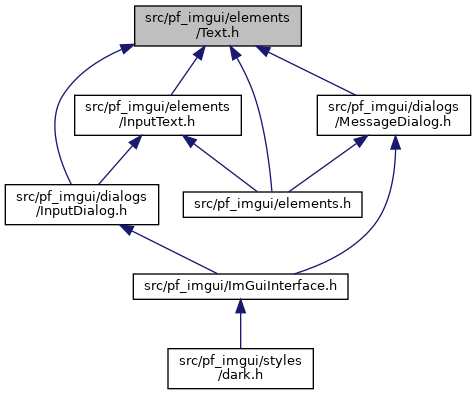 src/pf_imgui/elements
/Text.h
src/pf_imgui/elements
/InputText.h
src/pf_imgui/dialogs
/MessageDialog.h
src/pf_imgui/dialogs
/InputDialog.h
src/pf_imgui/elements.h
src/pf_imgui/ImGuiInterface.h
src/pf_imgui/styles
/dark.h